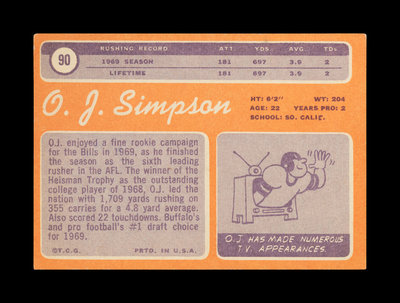 90
RUSHING RECORD ATT. YDS. AVG. TDS
1969 SEASON 181 697 3.9 2
LIFETIME 181 697 3.9 2
O. J. Simpson
HT: 6'2" WT: 204
AGE: 22 YEARS PRO: 2
SCHOOL: SO. CALIF.
O.J. enjoyed a fine rookie campaign
for the Bills in 1969, as he finished
the season as the sixth leading
rusher in the AFL. The winner of the
Heisman Trophy as the outstanding
college player of 1968, O.J. led the
nation with 1,709 yards rushing on
355 carries for a 4.8 yard average.
Also scored 22 touchdowns. Buffalo's
and pro football's #1 draft choice
for 1969.
©T.C.G. PRTD. IN U.S.A.
O.J. HAS MADE NUMEROUS
T.V. APPEARANCES.